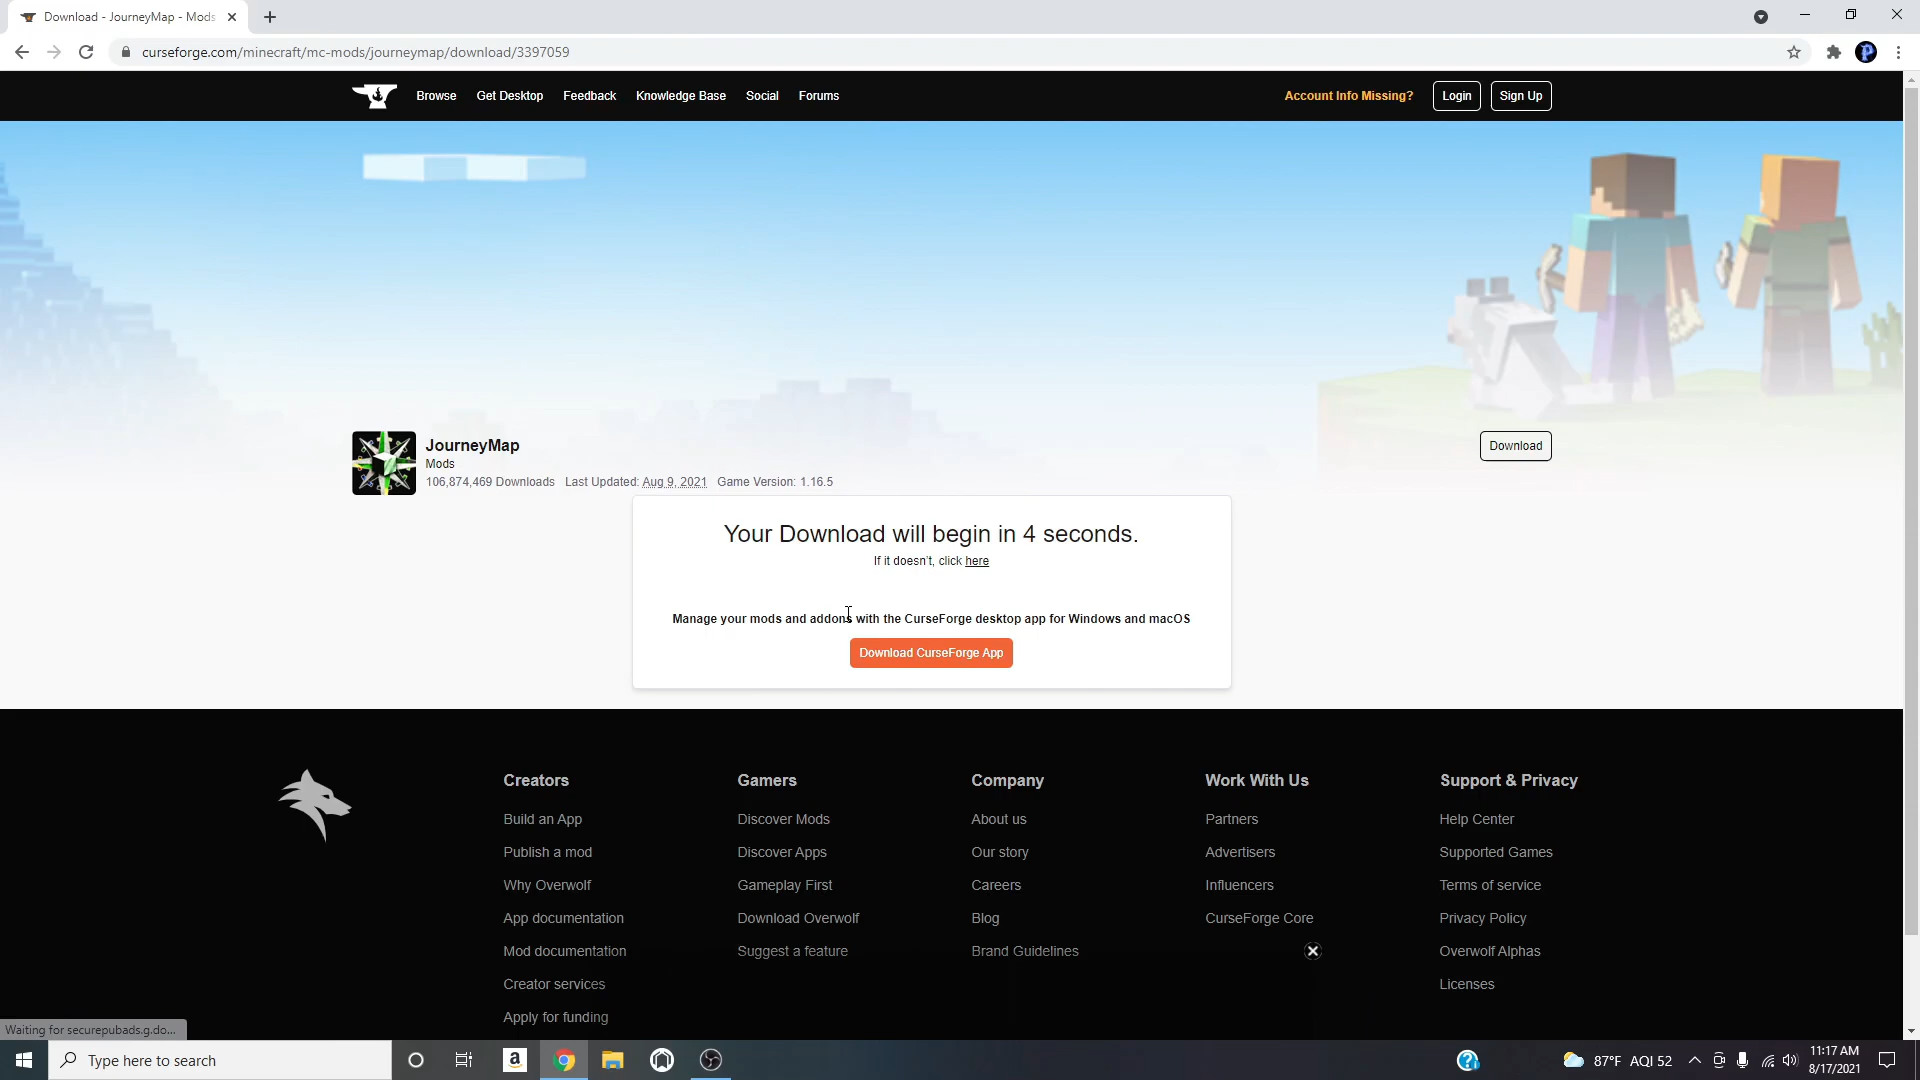 Download - JourneyMap - Mods
curseforge.com/minecraft/mc-mods/journeymap/download/3397059
Browse Get Desktop Feedback Knowledge Base Social Forums Account Info Missing? Login Sign Up
JourneyMap
Mods
106,874,469 Downloads Last Updated: Aug 9, 2021 Game Version: 1.16.5
Download
Your Download will begin in 4 seconds.
If it doesn't, click here
Manage your mods and addons with the CurseForge desktop app for Windows and macOS
Download CurseForge App
Creators
Build an App
Publish a mod
Why Overwolf
App documentation
Mod documentation
Creator services
Apply for funding
Gamers
Discover Mods
Discover Apps
Gameplay First
Download Overwolf
Suggest a feature
Company
About us
Our story
Careers
Blog
Brand Guidelines
Work With Us
Partners
Advertisers
Influencers
CurseForge Core
Support & Privacy
Help Center
Supported Games
Terms of service
Privacy Policy
Overwolf Alphas
Licenses
Waiting for securepubads.g.do...
Type here to search
87°F AQI 52
11:17 AM
8/17/2021